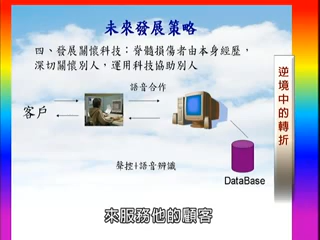 未來發展策略
四、發展關懷科技：脊髓損傷者由本身經歷，
深切關懷別人，運用科技協助別人
語音合作
客戶
逆境中的轉折
聲控&語音辨識
DataBase
來服務他的顧客